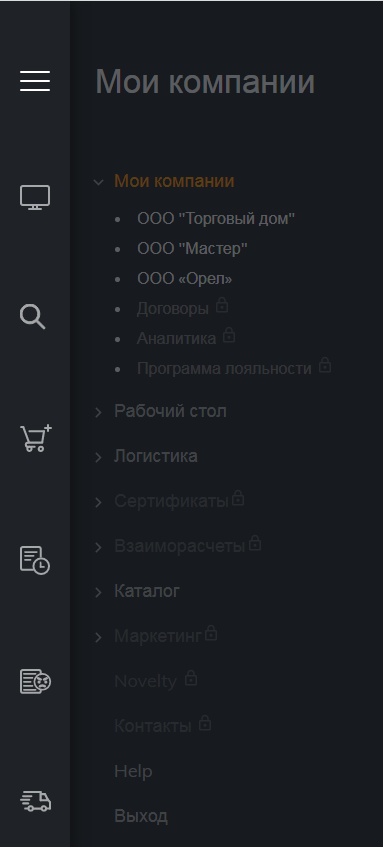 Мои компании
Мои компании
ООО "Торговый дом"
ООО "Мастер"
ООО «Орел»
Договоры
Аналитика
Программа лояльности
Рабочий стол
Логистика
Сертификаты
Взаиморасчеты
Каталог
Маркетинг
Novelty
Контакты
Help
Выход